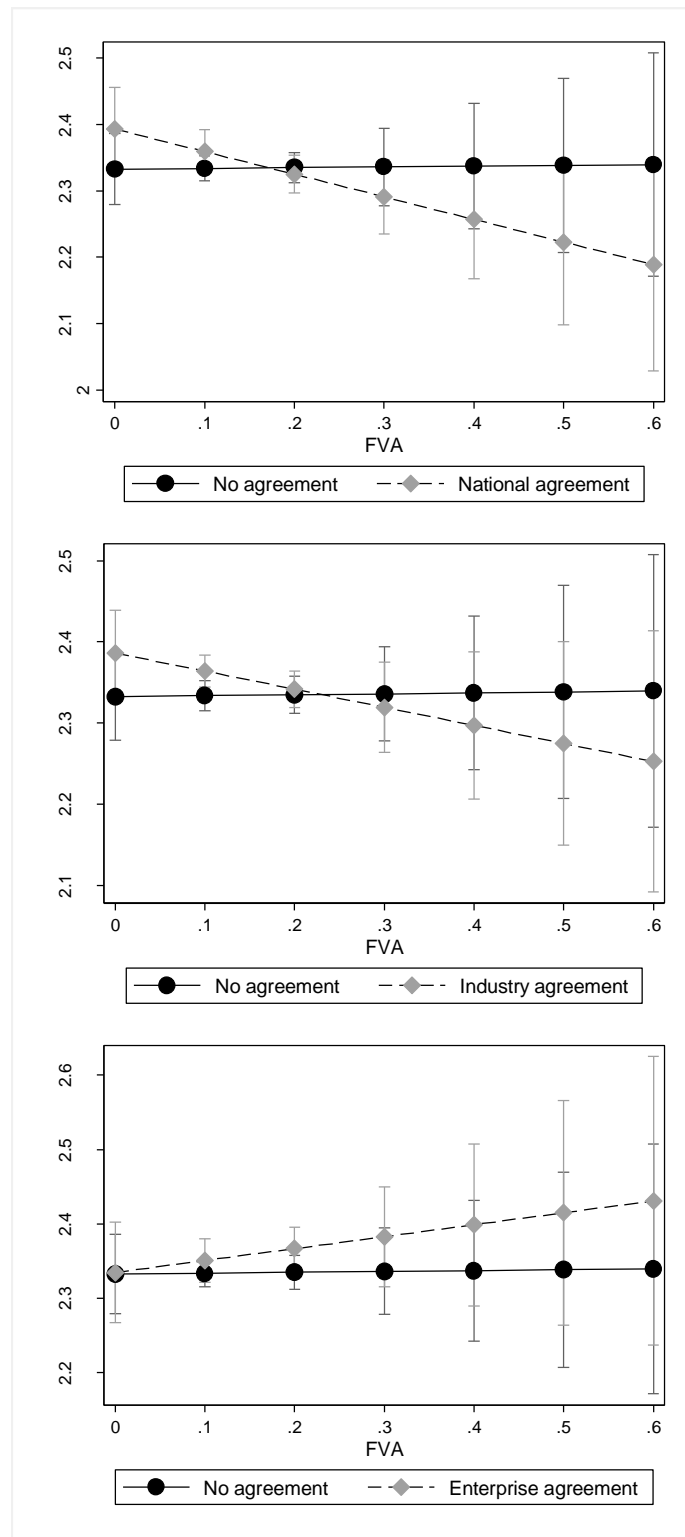 2.5
2.4
2.3
2.2
2.1
2
0 .1 .2 .3 .4 .5 .6
FVA
No agreement National agreement
2.5
2.4
2.3
2.2
2.1
0 .1 .2 .3 .4 .5 .6
FVA
No agreement Industry agreement
2.6
2.5
2.4
2.3
2.2
0 .1 .2 .3 .4 .5 .6
FVA
No agreement Enterprise agreement